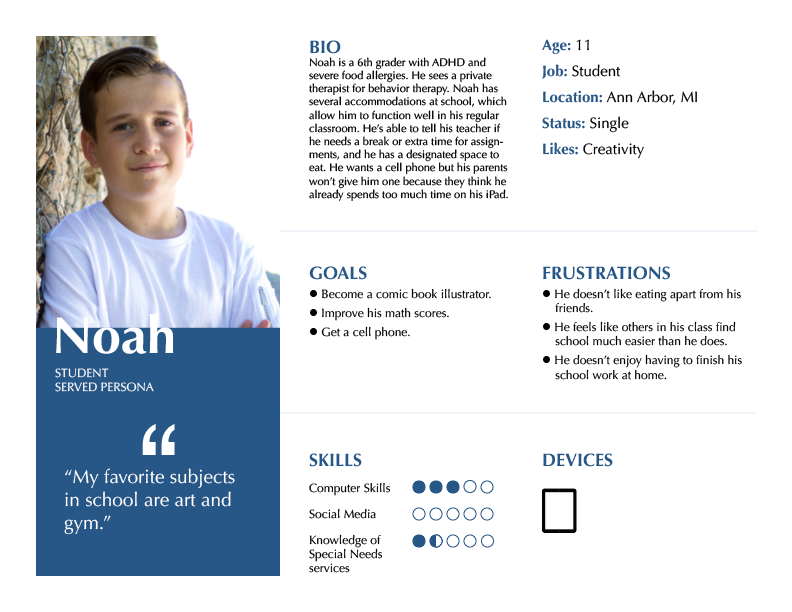 BIO
Noah is a 6th grader with ADHD and
severe food allergies. He sees a private
therapist for behavior therapy. Noah has
several accommodations at school, which
allow him to function well in his regular
classroom. He’s able to tell his teacher if
he needs a break or extra time for assign-
ments, and he has a designated space to
eat. He wants a cell phone but his parents
won’t give him one because they think he
already spends too much time on his iPad.
Age: 11
Job: Student
Location: Ann Arbor, MI
Status: Single
Likes: Creativity
Noah
STUDENT
SERVED PERSONA
“
“My favorite subjects
in school are art and
gym.”
GOALS
● Become a comic book illustrator.
● Improve his math scores.
● Get a cell phone.
FRUSTRATIONS
● He doesn’t like eating apart from his
friends.
● He feels like others in his class find
school much easier than he does.
● He doesn’t enjoy having to finish his
school work at home.
SKILLS
Computer Skills
Social Media
Knowledge of
Special Needs
services
DEVICES